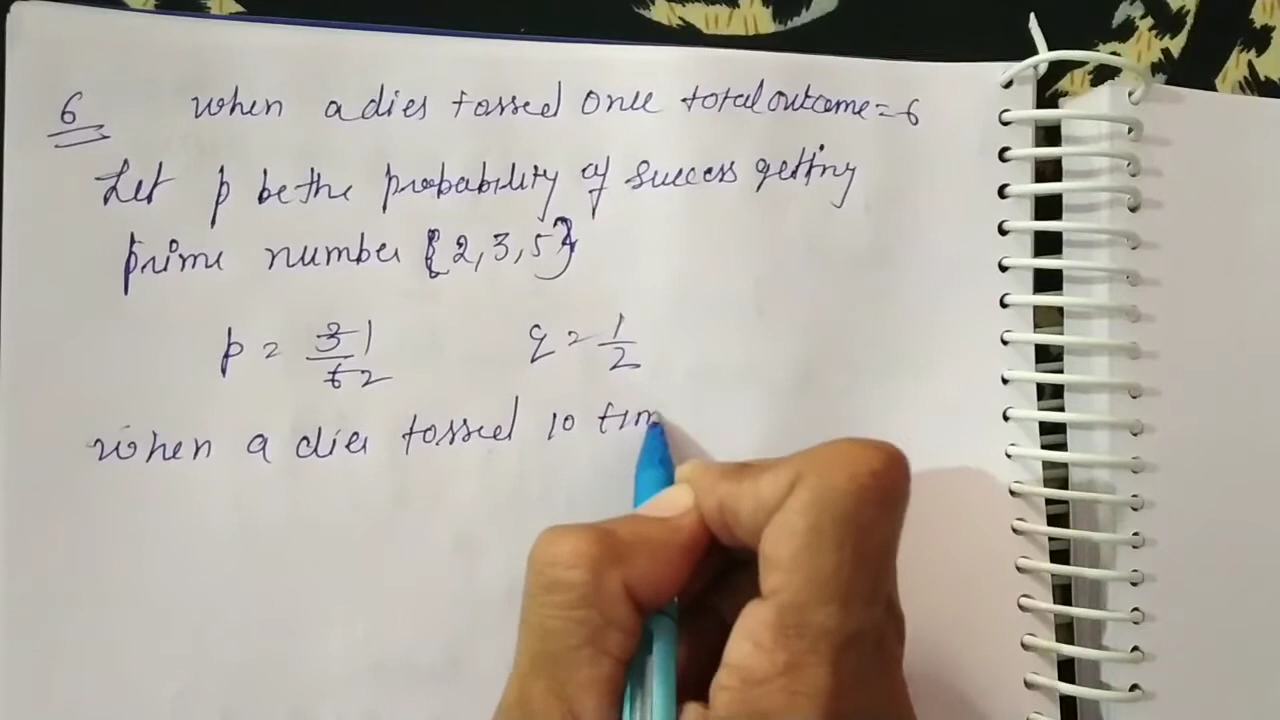 6 when a dies tossed once total outcome = 6
Let p be the probability of success getting
prime number {2, 3, 5}
p = 3/6 1/2 q = 1/2
when a dies tossed 10 tim